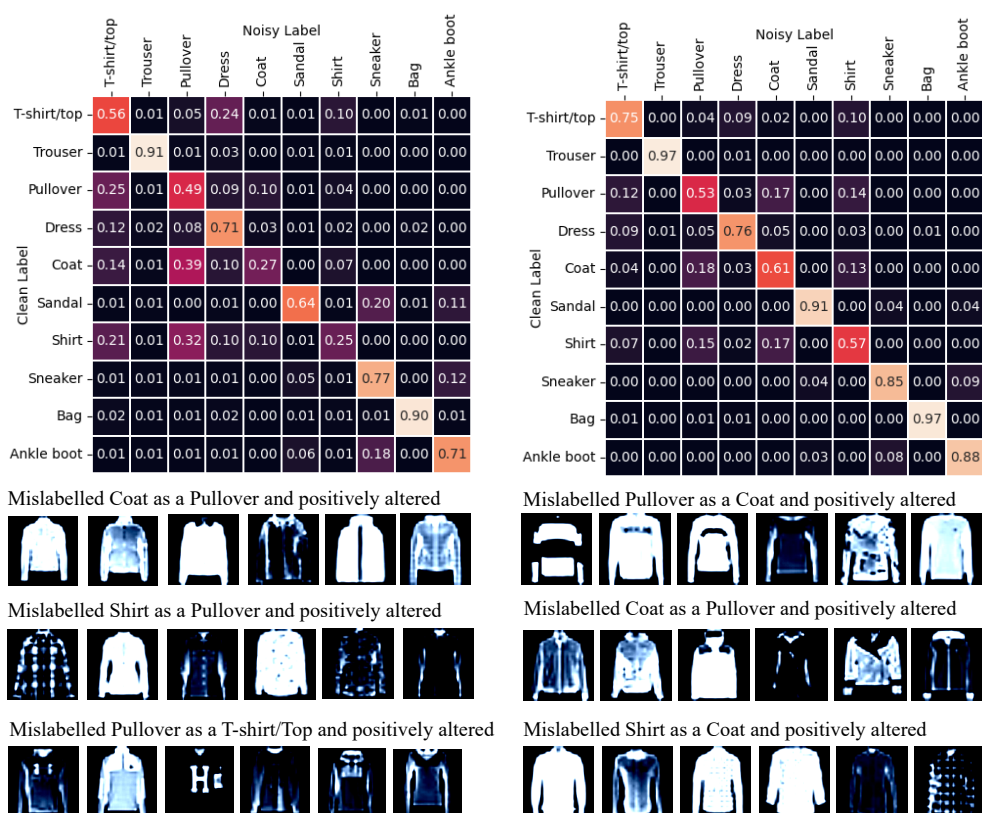 Noisy Label
T-shirt/top
Trouser
Pullover
Dress
Coat
Sandal
Shirt
Sneaker
Bag
Ankle boot
Clean Label
T-shirt/top 0.56 0.01 0.05 0.24 0.01 0.01 0.10 0.00 0.01 0.00
Trouser 0.01 0.91 0.01 0.03 0.00 0.01 0.01 0.00 0.00 0.00
Pullover 0.25 0.01 0.49 0.09 0.10 0.01 0.04 0.00 0.00 0.00
Dress 0.12 0.02 0.08 0.71 0.03 0.01 0.02 0.00 0.02 0.00
Coat 0.14 0.01 0.39 0.10 0.27 0.00 0.07 0.00 0.00 0.00
Sandal 0.01 0.01 0.00 0.01 0.00 0.64 0.01 0.20 0.01 0.11
Shirt 0.21 0.01 0.32 0.10 0.10 0.01 0.25 0.00 0.00 0.00
Sneaker 0.01 0.01 0.01 0.01 0.00 0.05 0.01 0.77 0.00 0.12
Bag 0.02 0.01 0.01 0.02 0.00 0.01 0.01 0.01 0.90 0.01
Ankle boot 0.01 0.01 0.01 0.01 0.00 0.06 0.01 0.18 0.00 0.71
Mislabelled Coat as a Pullover and positively altered
Mislabelled Shirt as a Pullover and positively altered
Mislabelled Pullover as a T-shirt/Top and positively altered
H
Noisy Label
T-shirt/top
Trouser
Pullover
Dress
Coat
Sandal
Shirt
Sneaker
Bag
Ankle boot
Clean Label
T-shirt/top 0.75 0.00 0.04 0.09 0.02 0.00 0.10 0.00 0.00 0.00
Trouser 0.00 0.97 0.00 0.01 0.00 0.00 0.00 0.00 0.00 0.00
Pullover 0.12 0.00 0.53 0.03 0.17 0.00 0.14 0.00 0.00 0.00
Dress 0.09 0.01 0.05 0.76 0.05 0.00 0.03 0.00 0.01 0.00
Coat 0.04 0.00 0.18 0.03 0.61 0.00 0.13 0.00 0.00 0.00
Sandal 0.00 0.00 0.00 0.00 0.00 0.91 0.00 0.04 0.00 0.04
Shirt 0.07 0.00 0.15 0.02 0.17 0.00 0.57 0.00 0.00 0.00
Sneaker 0.00 0.00 0.00 0.00 0.00 0.04 0.00 0.85 0.00 0.09
Bag 0.01 0.00 0.01 0.01 0.00 0.00 0.00 0.00 0.97 0.00
Ankle boot 0.00 0.00 0.00 0.00 0.00 0.03 0.00 0.08 0.00 0.88
Mislabelled Pullover as a Coat and positively altered
Mislabelled Coat as a Pullover and positively altered
Mislabelled Shirt as a Coat and positively altered